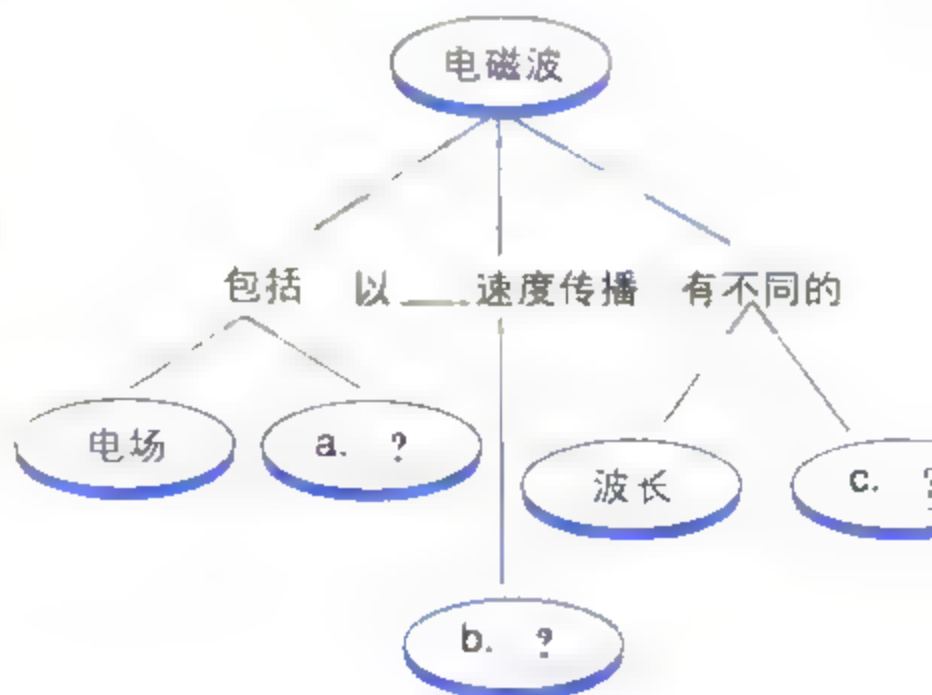 电磁波
包括 以____速度传播 有不同的
电场 a. ?
波长 c. ?
b. ?